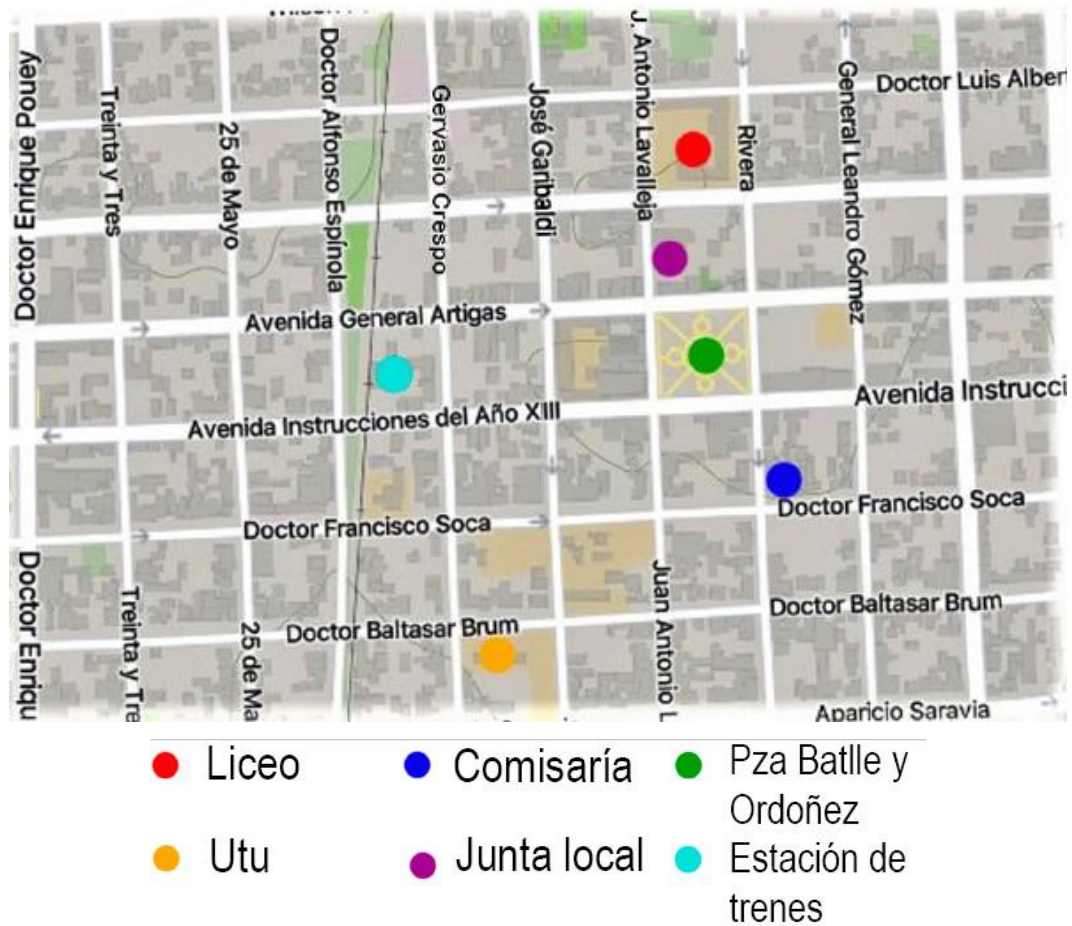 Doctor Luis Albert
Doctor Enrique Poney
Treinta y Tres
25 de Mayo
Doctor Alfonso Espínola
Gervasio Crespo
José Garibaldi
J. Antonio Lavalleja
Rivera
General Leandro Gómez
Avenida General Artigas
Avenida Instrucciones del Año XIII
Avenida Instrucci
Doctor Francisco Soca
Doctor Francisco Soca
Doctor Enriqu
Treinta y Tre
25 de Ma
Doctor Baltasar Brum
Juan Antonio L
Doctor Baltasar Brum
Aparicio Saravia
Liceo
Comisaría
Pza Batlle y
Ordoñez
Utu
Junta local
Estación de
trenes